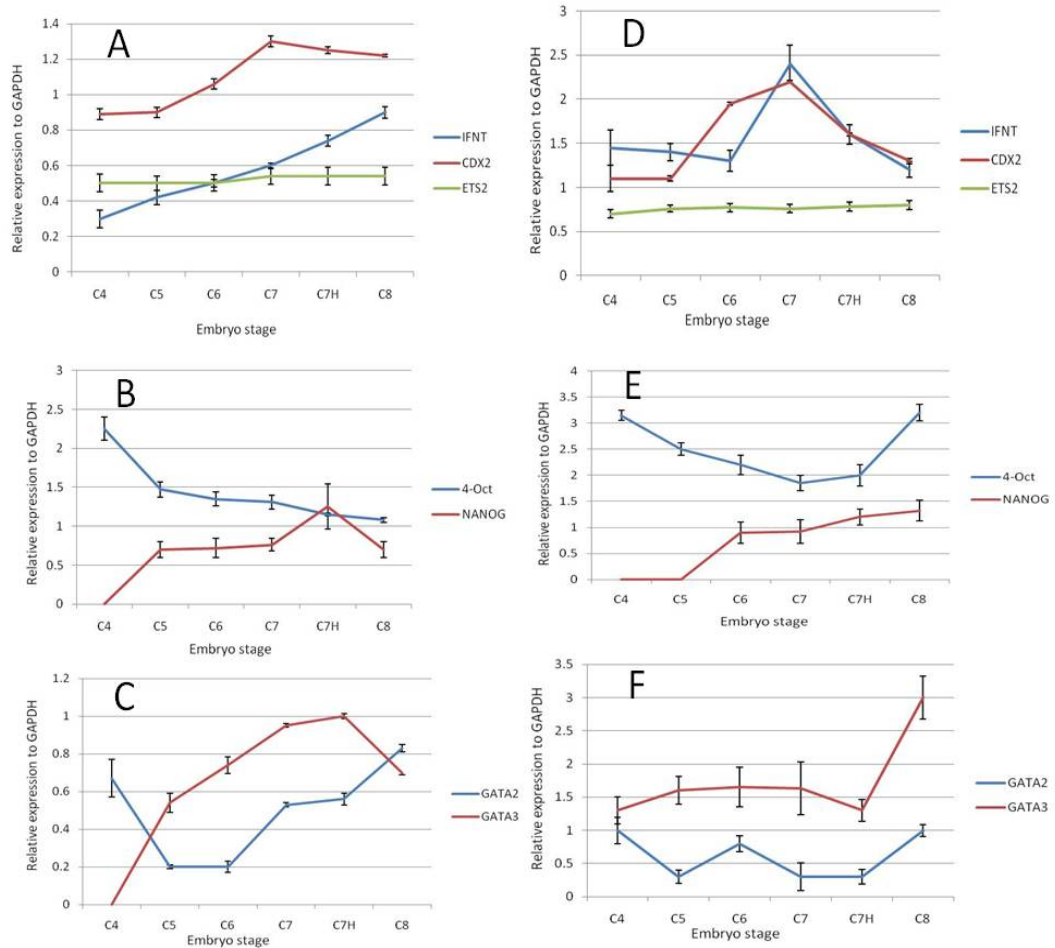 A
Relative expression to GAPDH
1.4
1.2
1
0.8
0.6
0.4
0.2
0
C4 C5 C6 C7 C7H C8
Embryo stage
IFNT
CDX2
ETS2
D
Relative expression to GAPDH
3
2.5
2
1.5
1
0.5
0
C4 C5 C6 C7 C7H C8
Embryo stage
IFNT
CDX2
ETS2
B
Relative expression to GAPDH
3
2.5
2
1.5
1
0.5
0
C4 C5 C6 C7 C7H C8
Embryo stage
4-Oct
NANOG
E
Relative expression to GAPDH
4
3.5
3
2.5
2
1.5
1
0.5
0
C4 C5 C6 C7 C7H C8
Embryo stage
4-Oct
NANOG
C
Relative expression to GAPDH
1.2
1
0.8
0.6
0.4
0.2
0
C4 C5 C6 C7 C7H C8
Embryo stage
GATA2
GATA3
F
Relative expression to GAPDH
3.5
3
2.5
2
1.5
1
0.5
0
C4 C5 C6 C7 C7H C8
Embryo stage
GATA2
GATA3